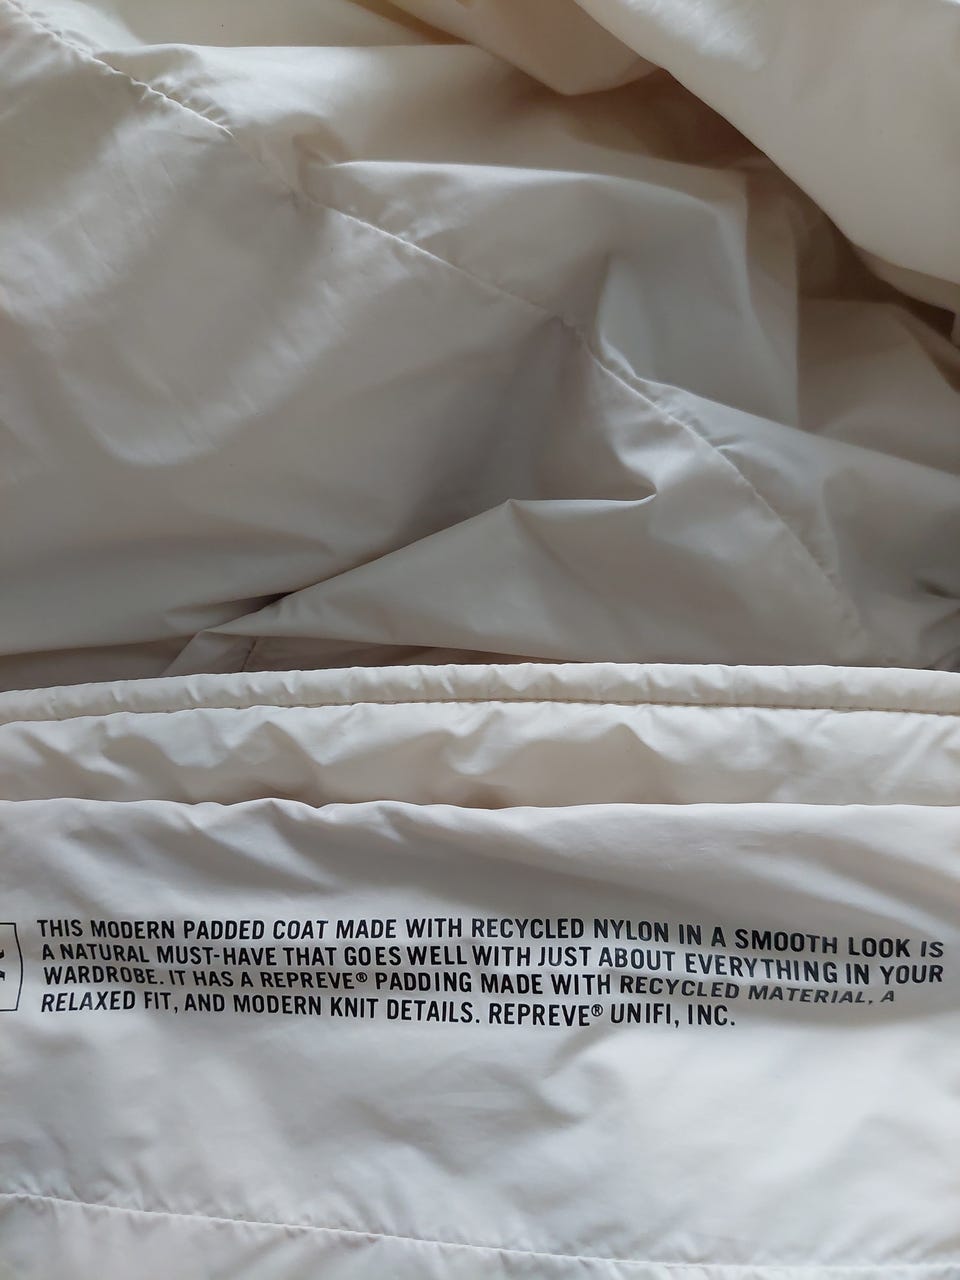 THIS MODERN PADDED COAT MADE WITH RECYCLED NYLON IN A SMOOTH LOOK IS
A NATURAL MUST-HAVE THAT GOES WELL WITH JUST ABOUT EVERYTHING IN YOUR
WARDROBE. IT HAS A REPREVE® PADDING MADE WITH RECYCLED MATERIAL, A
RELAXED FIT, AND MODERN KNIT DETAILS. REPREVE® UNIFI, INC.